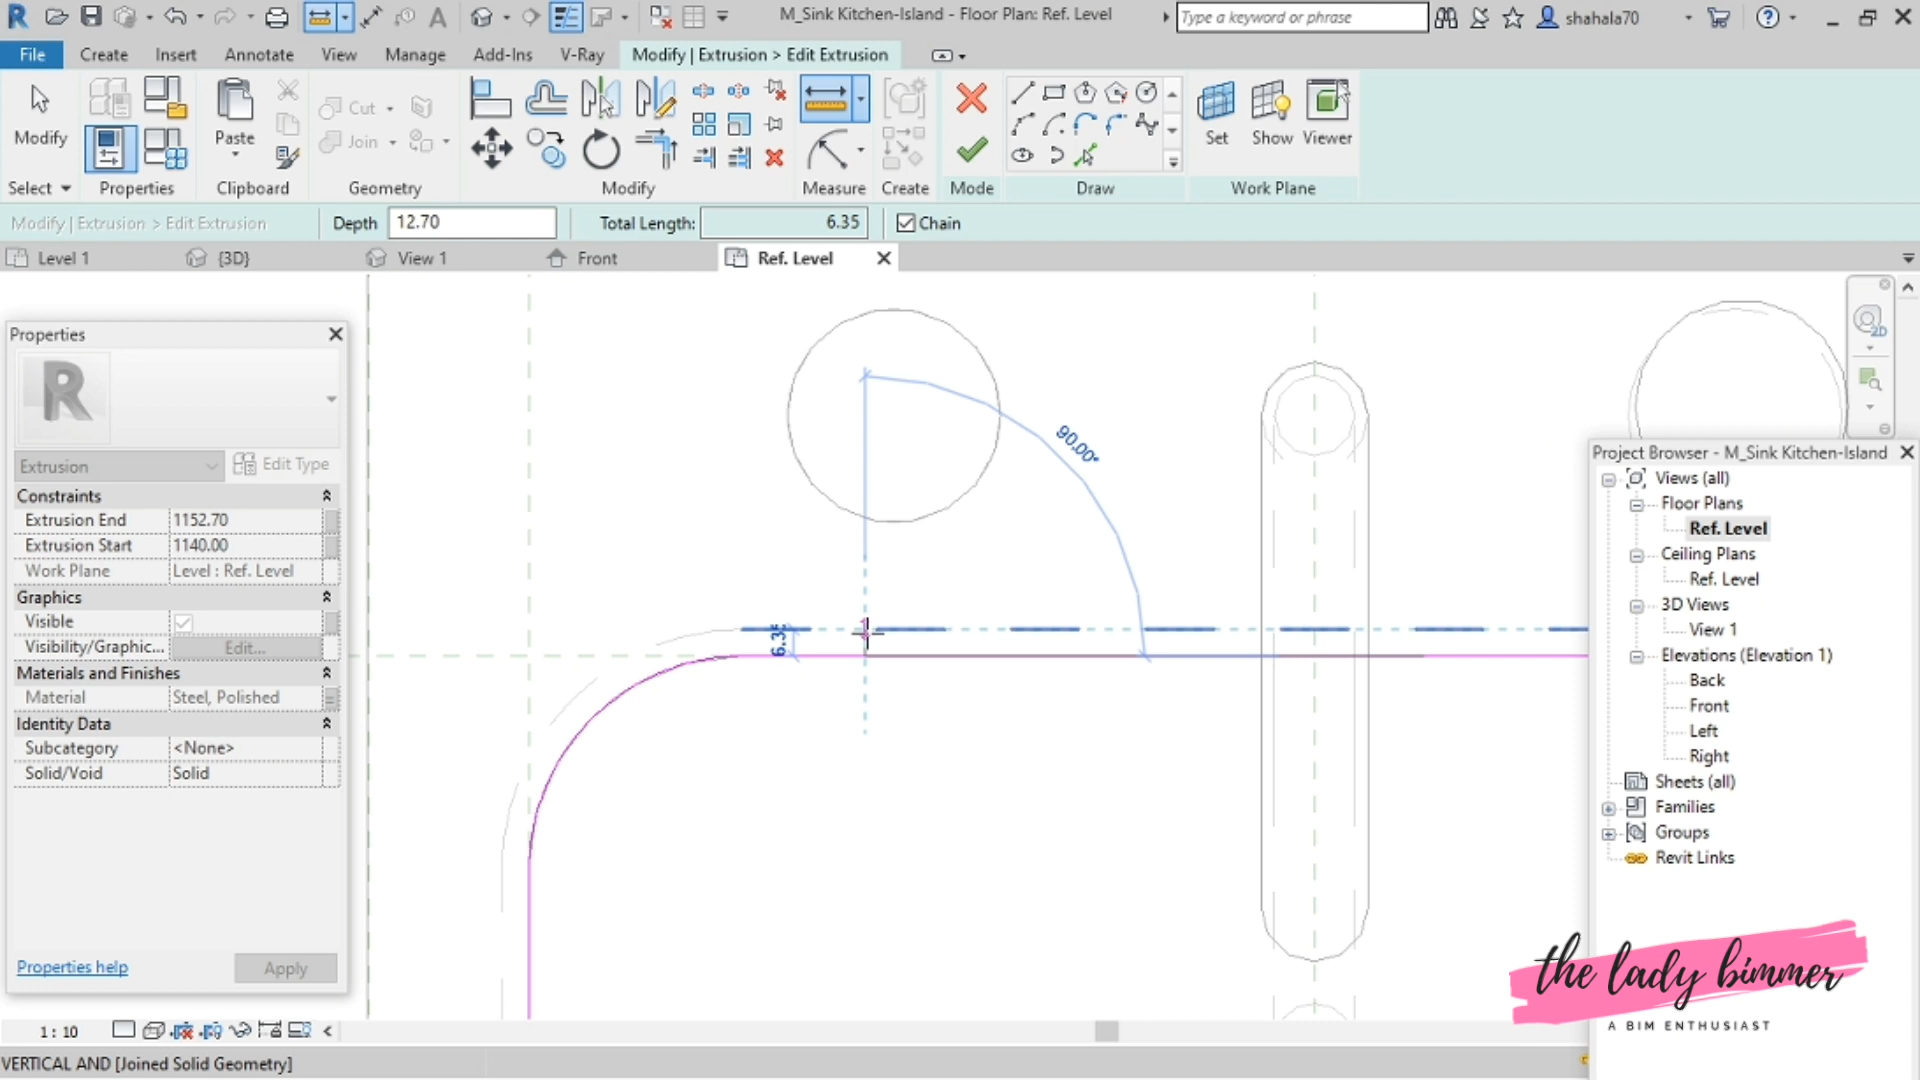 M_Sink Kitchen-Island - Floor Plan: Ref. Level
Type a keyword or phrase
shahala70
File Create Insert Annotate View Manage Add-Ins V-Ray Modify | Extrusion > Edit Extrusion
Modify
Paste
Cut
Join
Set Show Viewer
Select Properties Clipboard Geometry Modify Measure Create Mode Draw Work Plane
Modify | Extrusion > Edit Extrusion Depth 12.70 Total Length: 6.35 Chain
Level 1 {3D} View 1 Front Ref. Level
Properties
R
Extrusion Edit Type
Constraints
Extrusion End 1152.70
Extrusion Start 1140.00
Work Plane Level : Ref. Level
Graphics
Visible
Visibility/Graphic... Edit...
Materials and Finishes
Material Steel, Polished
Identity Data
Subcategory <None>
Solid/Void Solid
Properties help Apply
90.00°
6.35
2D
Project Browser - M_Sink Kitchen-Island
Views (all)
Floor Plans
Ref. Level
Ceiling Plans
Ref. Level
3D Views
View 1
Elevations (Elevation 1)
Back
Front
Left
Right
Sheets (all)
Families
Groups
Revit Links
the lady bimmer
A BIM ENTHUSIAST
1 : 10
VERTICAL AND [Joined Solid Geometry]